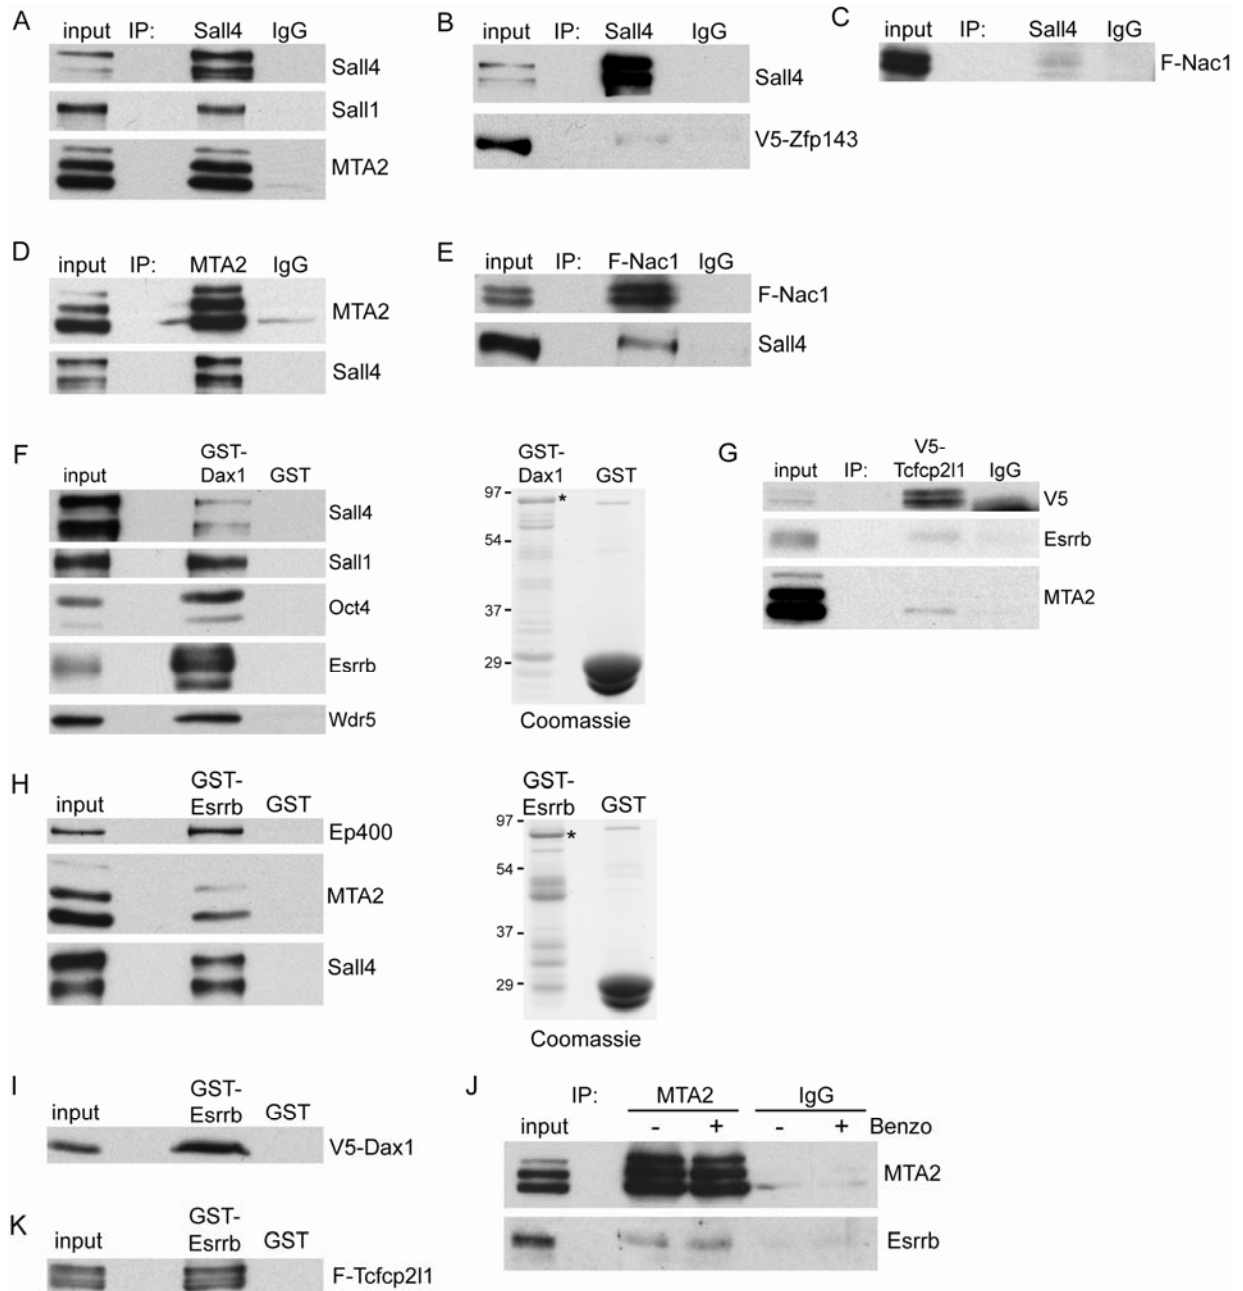 A
input IP: Sall4 IgG
Sall4
Sall1
MTA2
B
input IP: Sall4 IgG
Sall4
V5-Zfp143
C
input IP: Sall4 IgG
F-Nac1
D
input IP: MTA2 IgG
MTA2
Sall4
E
input IP: F-Nac1 IgG
F-Nac1
Sall4
F
GST-
input Dax1 GST
Sall4
Sall1
Oct4
Esrrb
Wdr5
GST-
Dax1 GST
97
*
54
37
29
Coomassie
G
V5-
input IP: Tcfcp2l1 IgG
V5
Esrrb
MTA2
H
GST-
input Esrrb GST
Ep400
MTA2
Sall4
GST-
Esrrb GST
97
*
54
37
29
Coomassie
I
GST-
input Esrrb GST
V5-Dax1
J
IP: MTA2 IgG
input - + - + Benzo
MTA2
Esrrb
K
GST-
input Esrrb GST
F-Tcfcp2l1